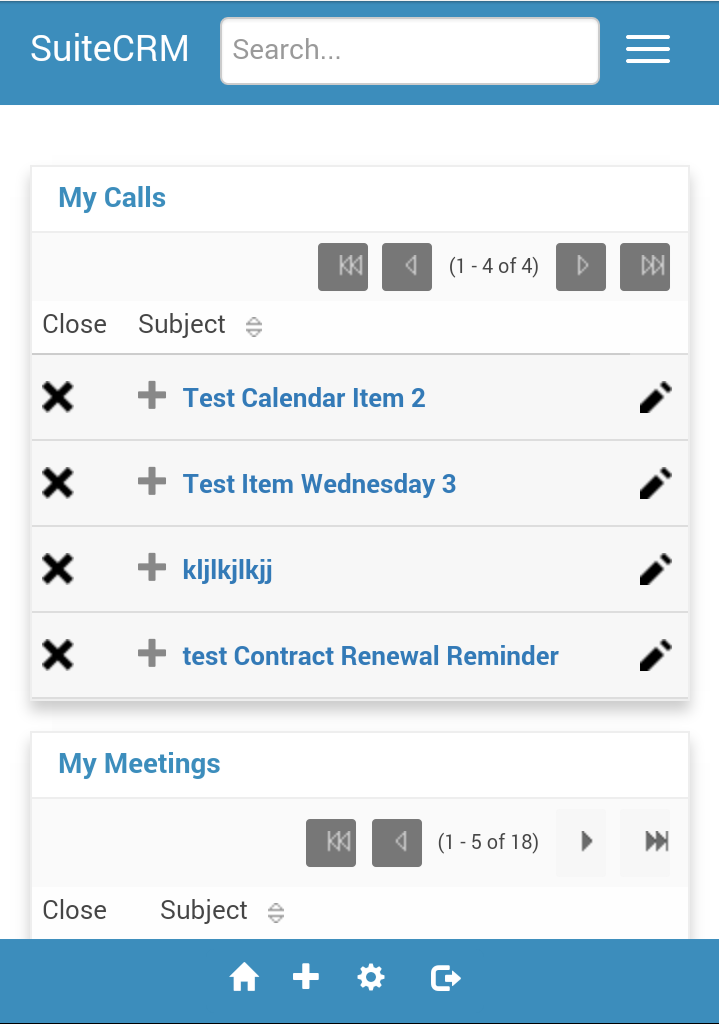 SuiteCRM Search...
My Calls
(1 - 4 of 4)
Close Subject
Test Calendar Item 2
Test Item Wednesday 3
kljlkjlkjj
test Contract Renewal Reminder
My Meetings
(1 - 5 of 18)
Close Subject